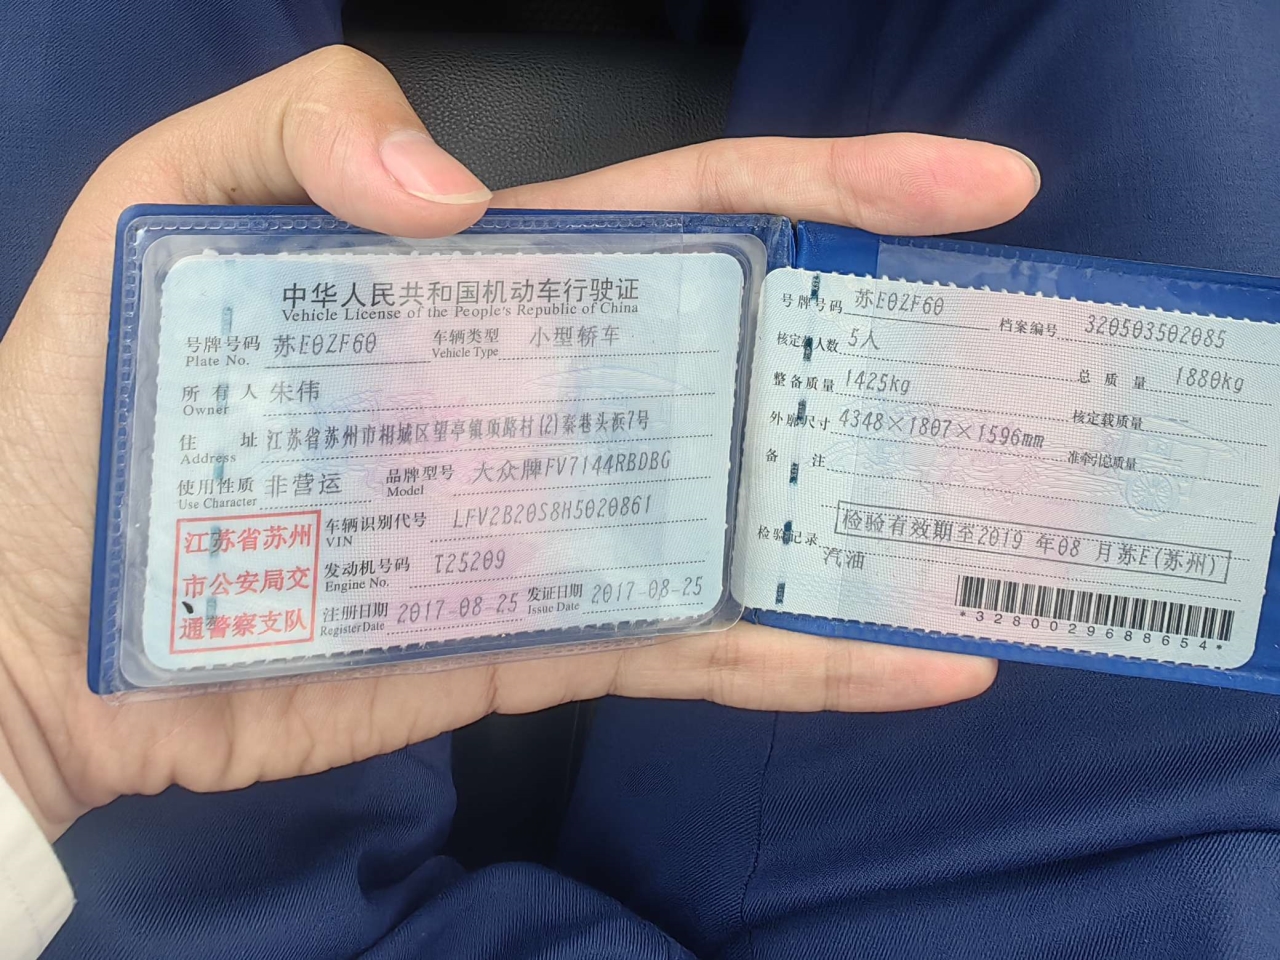 中华人民共和国机动车行驶证
Vehicle License of the People's Republic of China
号牌号码 苏E0ZF60 车辆类型 小型轿车
Plate No. Vehicle Type
所有人 朱伟
Owner
住址 江苏省苏州市相城区望亭镇项路村(2)秦巷头浜7号
Address
使用性质 非营运 品牌型号 大众牌FV7144RBDBG
Use Character Model
江苏省苏州
市公安局交
通警察支队
车辆识别代号 LFV2B20S8H5020861
VIN
发动机号码 T25209
Engine No.
注册日期 2017-08-25 发证日期 2017-08-25
Register Date Issue Date
号牌号码 苏E0ZF60 档案编号 320503502085
核定载人数 5人
整备质量 1425kg 总质量 1880kg
外廓尺寸 4348×1807×1596mm 核定载质量 --
备注 准牵引总质量
检验记录 检验有效期至2019年08月苏E(苏州)
汽油
*3280029688654*